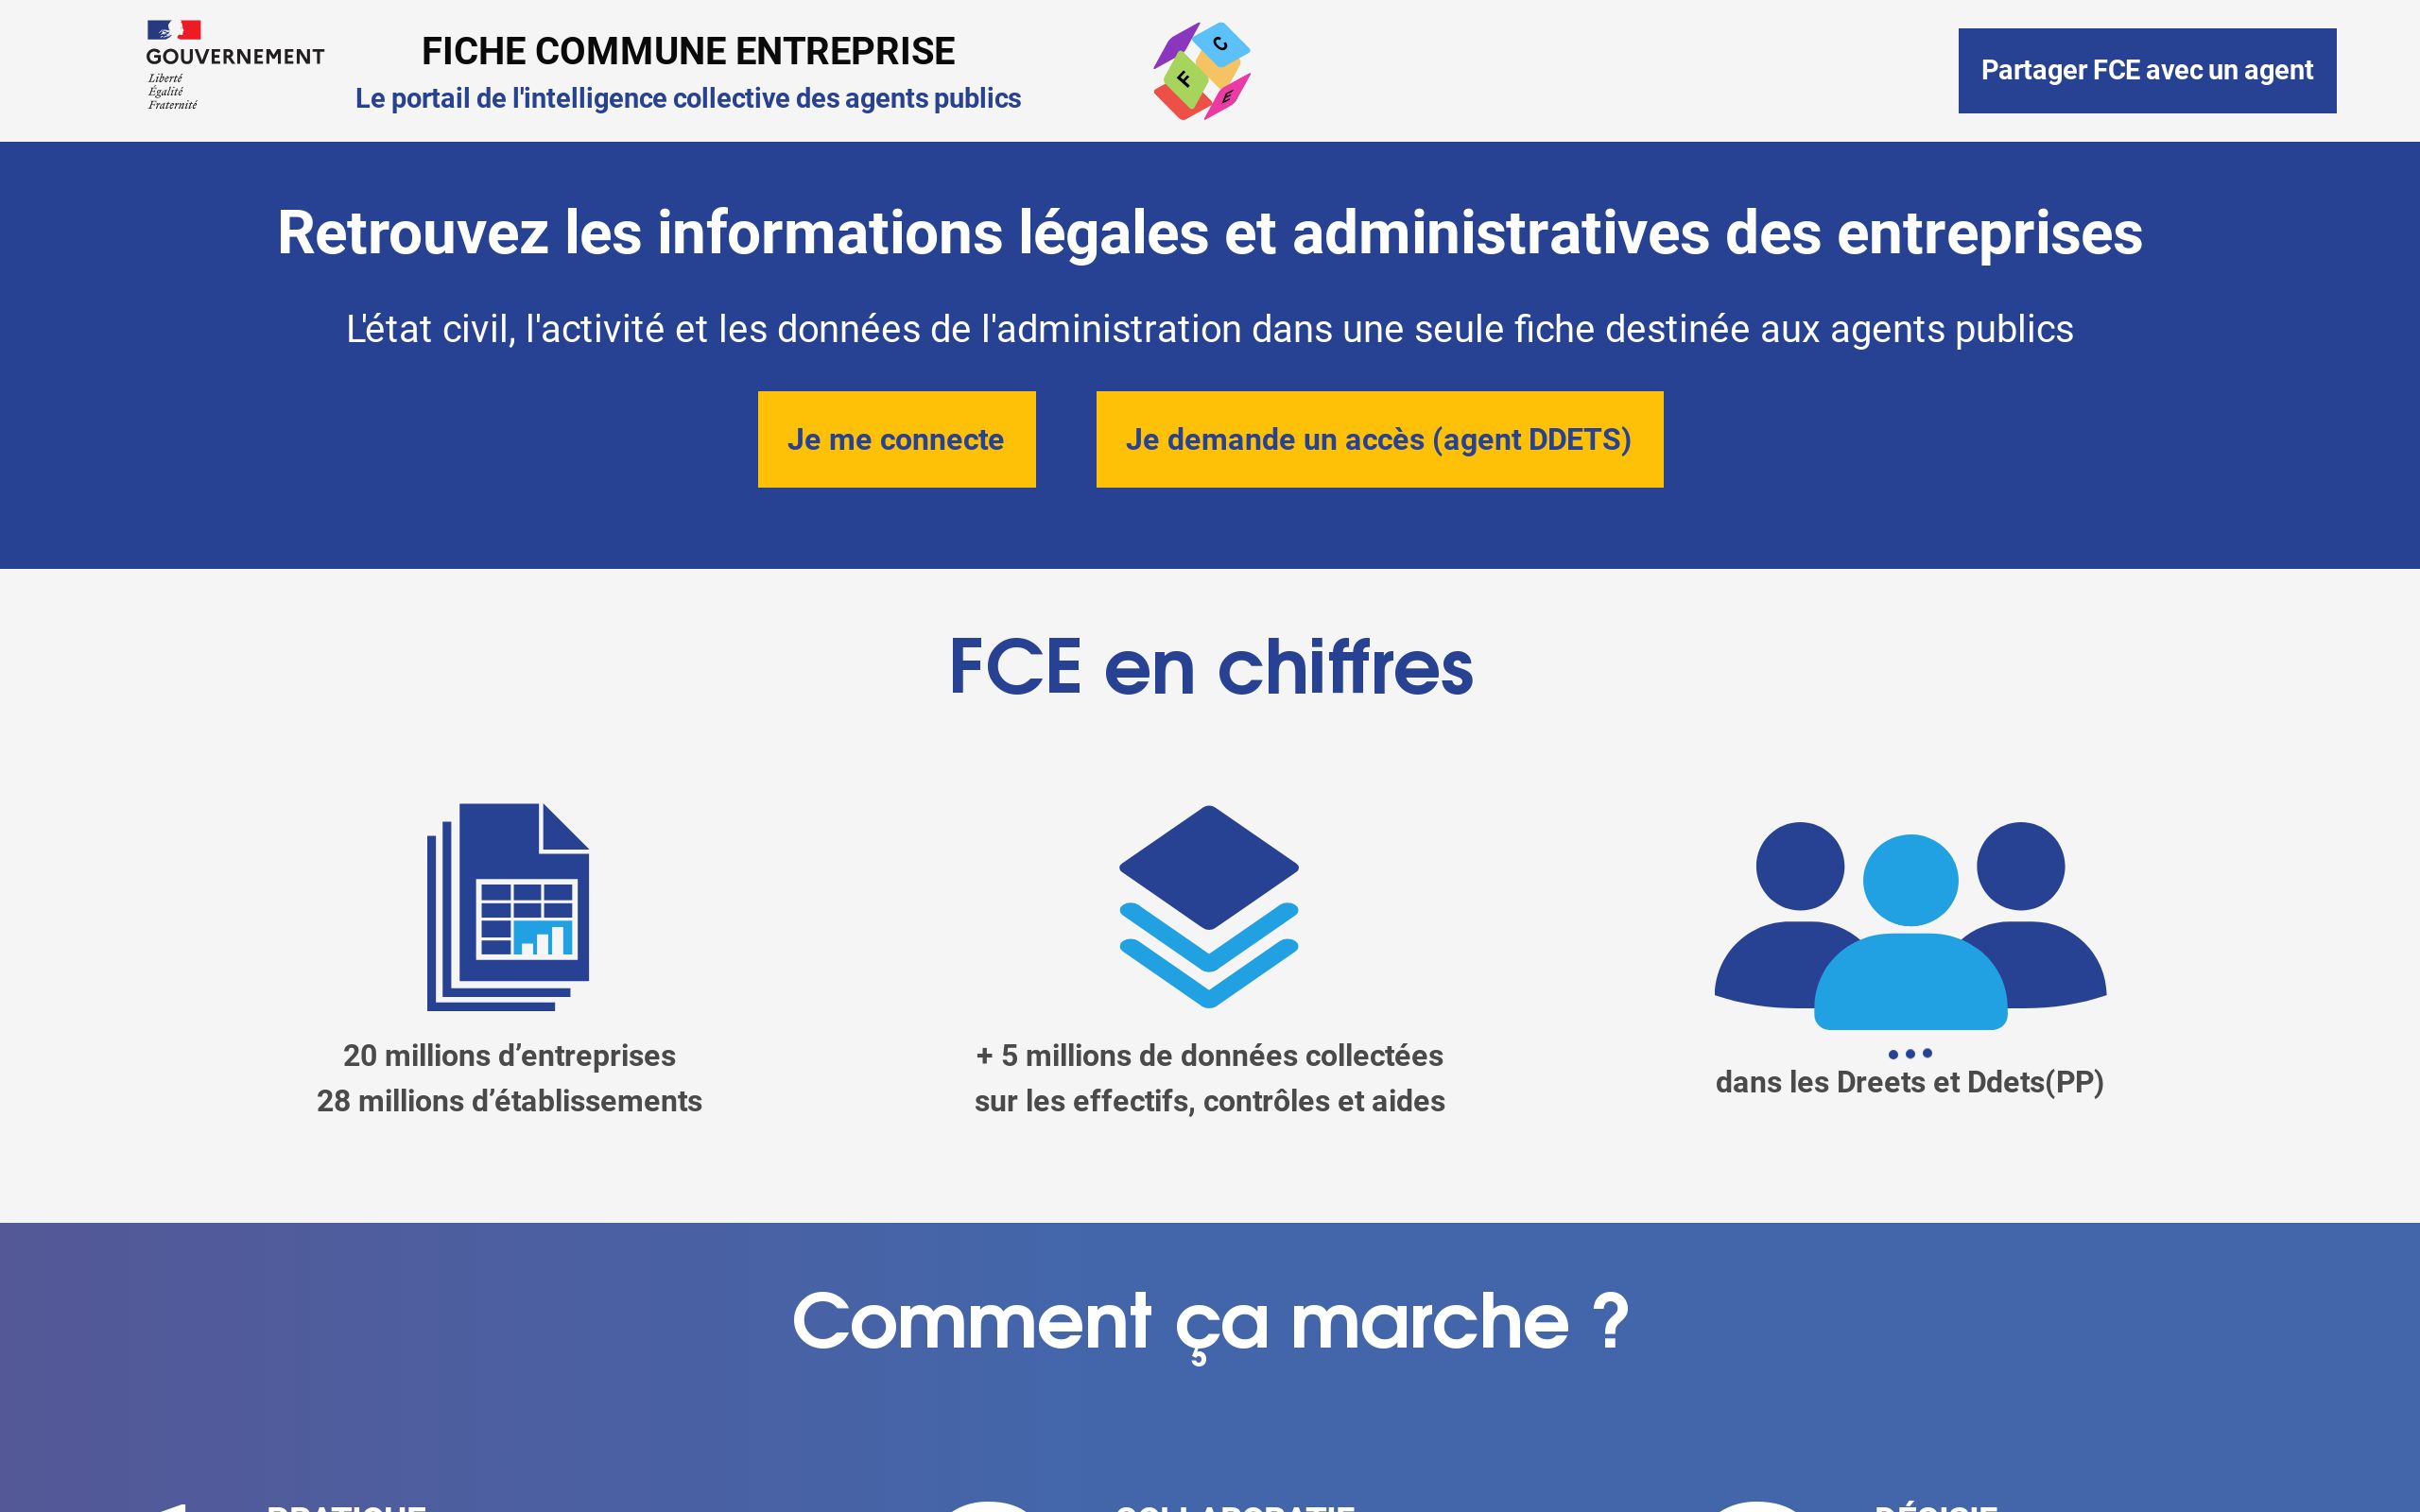 GOUVERNEMENT
Liberté
Égalité
Fraternité
FICHE COMMUNE ENTREPRISE
Le portail de l'intelligence collective des agents publics
F
C
E
Partager FCE avec un agent
Retrouvez les informations légales et administratives des entreprises
L'état civil, l'activité et les données de l'administration dans une seule fiche destinée aux agents publics
Je me connecte
Je demande un accès (agent DDETS)
FCE en chiffres
20 millions d’entreprises
28 millions d’établissements
+ 5 millions de données collectées
sur les effectifs, contrôles et aides
...
dans les Dreets et Ddets(PP)
Comment ça marche ?
PRATIQUE